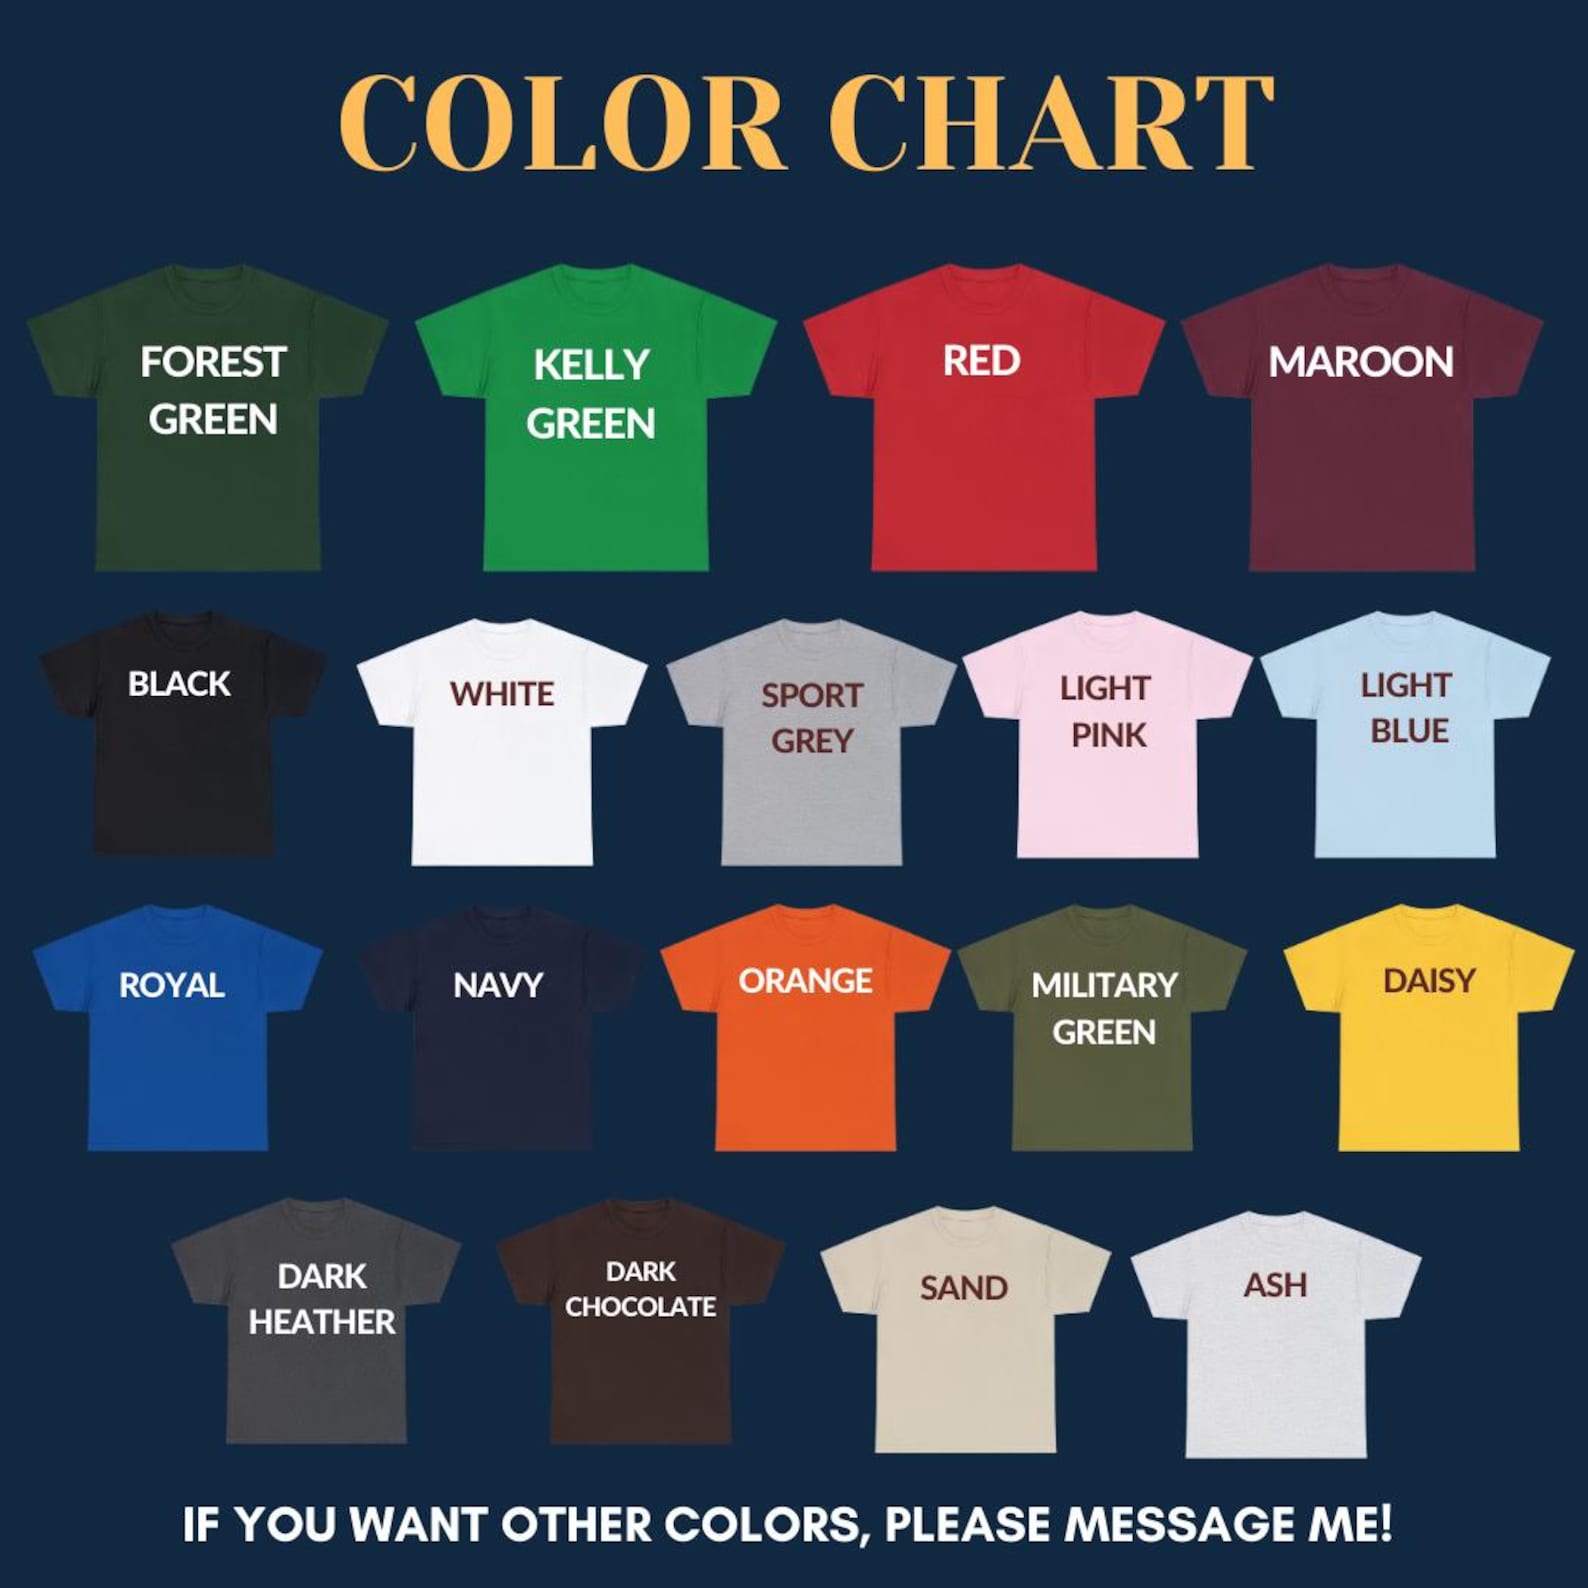 COLOR CHART
FOREST
GREEN
KELLY
GREEN
RED
MAROON
BLACK
WHITE
SPORT
GREY
LIGHT
PINK
LIGHT
BLUE
ROYAL
NAVY
ORANGE
MILITARY
GREEN
DAISY
DARK
HEATHER
DARK
CHOCOLATE
SAND
ASH
IF YOU WANT OTHER COLORS, PLEASE MESSAGE ME!